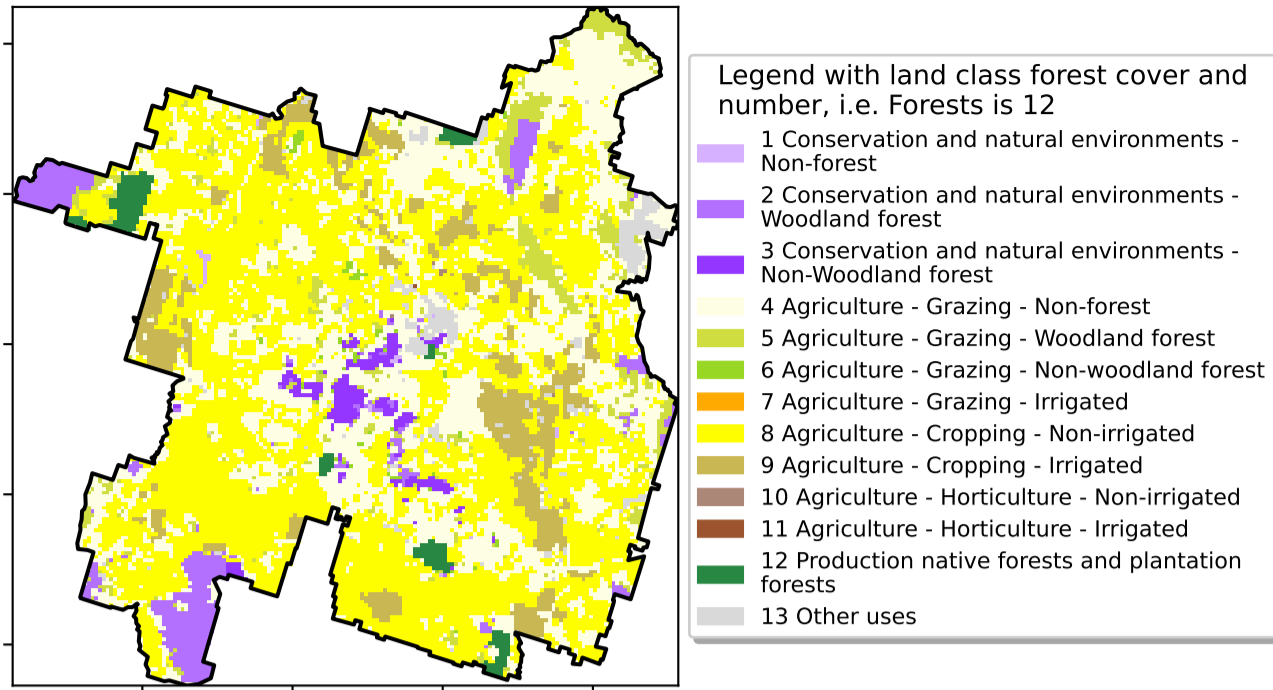 Legend with land class forest cover and
number, i.e. Forests is 12
1 Conservation and natural environments -
Non-forest
2 Conservation and natural environments -
Woodland forest
3 Conservation and natural environments -
Non-Woodland forest
4 Agriculture - Grazing - Non-forest
5 Agriculture - Grazing - Woodland forest
6 Agriculture - Grazing - Non-woodland forest
7 Agriculture - Grazing - Irrigated
8 Agriculture - Cropping - Non-irrigated
9 Agriculture - Cropping - Irrigated
10 Agriculture - Horticulture - Non-irrigated
11 Agriculture - Horticulture - Irrigated
12 Production native forests and plantation
forests
13 Other uses